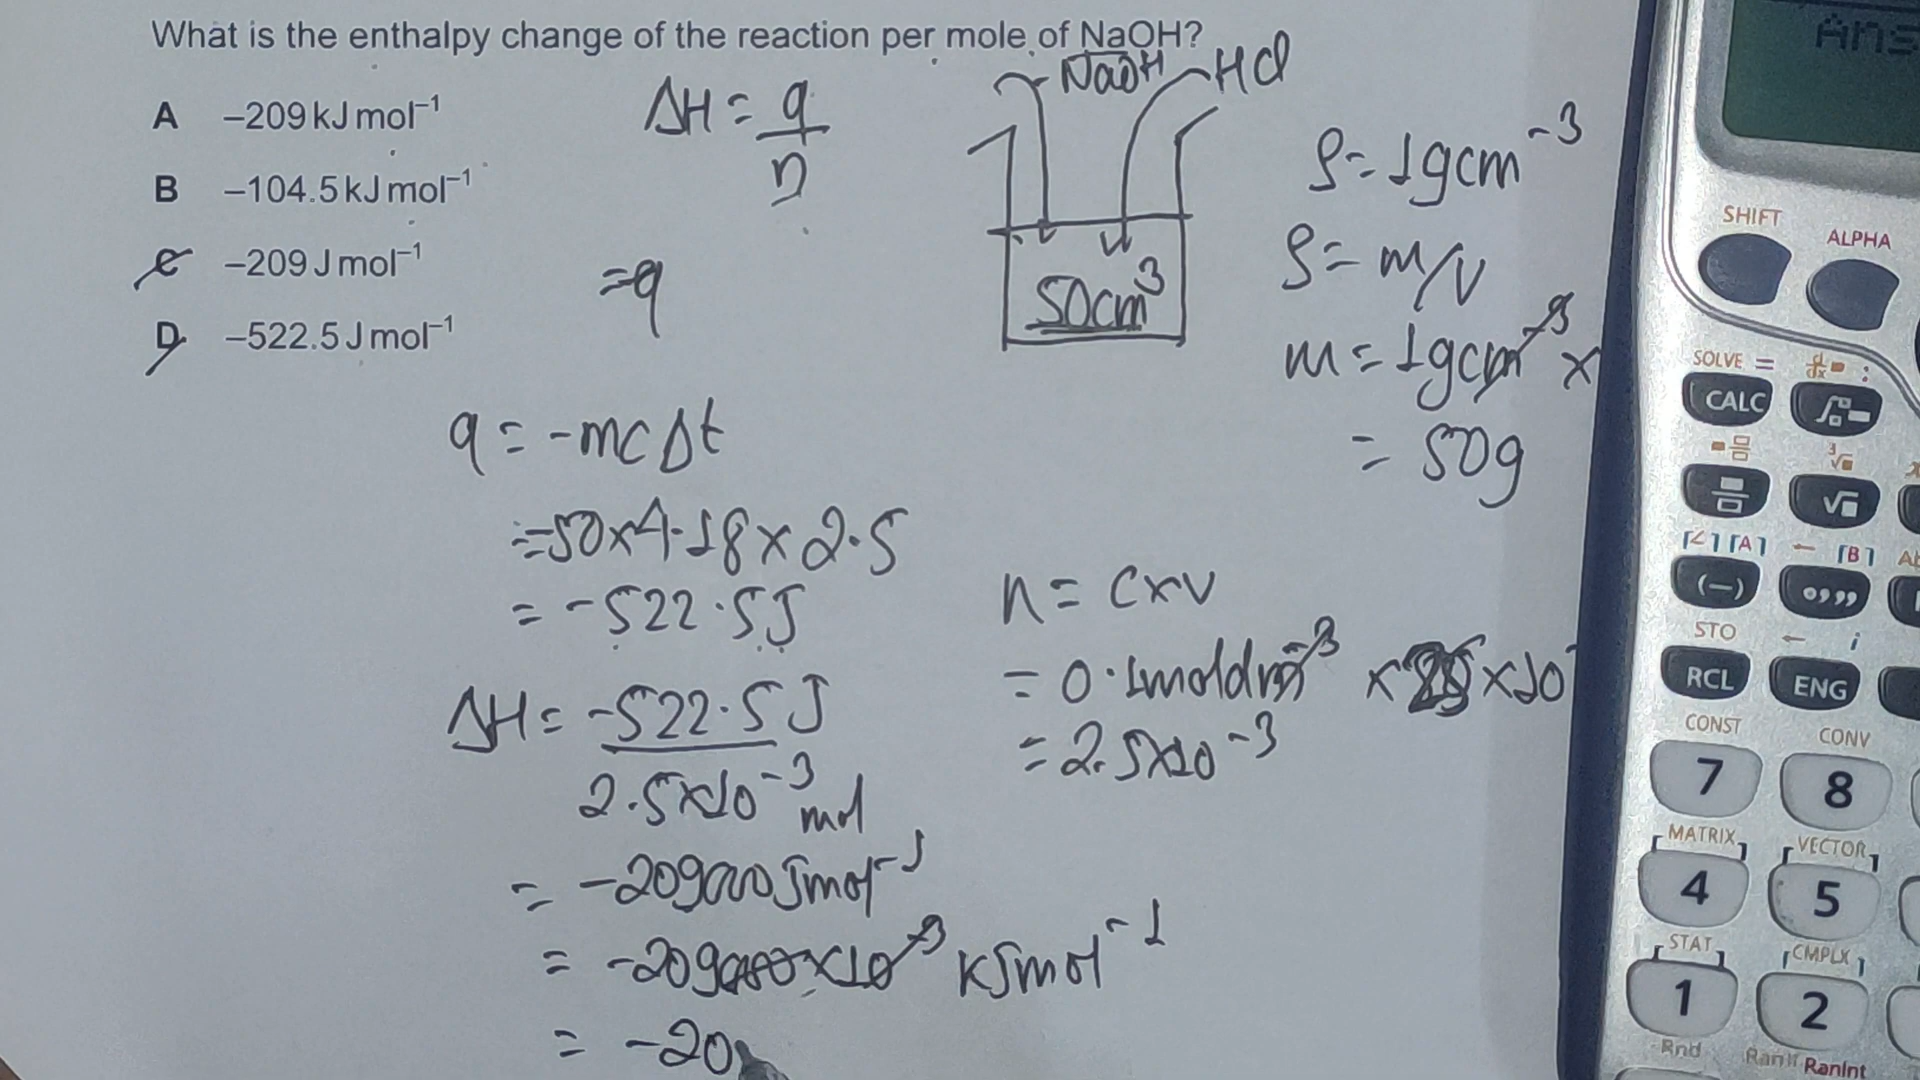 What is the enthalpy change of the reaction per mole of NaOH?
A –209 kJ mol⁻¹
B –104.5 kJ mol⁻¹
C –209 J mol⁻¹
D –522.5 J mol⁻¹
ΔH = q/n
= q
NaOH
HCl
50cm³
ρ = 1gcm⁻³
ρ = m/V
m = 1gcm⁻³ ×
= 50g
q = -mcΔt
= -50×4.18×2.5
= -522.5J
ΔH = -522.5J / 2.5×10⁻³ mol
= -209000Jmol⁻¹
= -209000×10⁻³ KJmol⁻¹
= -20
n = c×v
= 0.1moldm⁻³ ×25×10
= 2.5×10⁻³
Ans
SHIFT
ALPHA
SOLVE =
CALC
STO
RCL
ENG
(−)
[A]
[B]
i
CONST
CONV
7
8
MATRIX
VECTOR
4
5
STAT
CMPLX
1
2
Rnd
RanInt